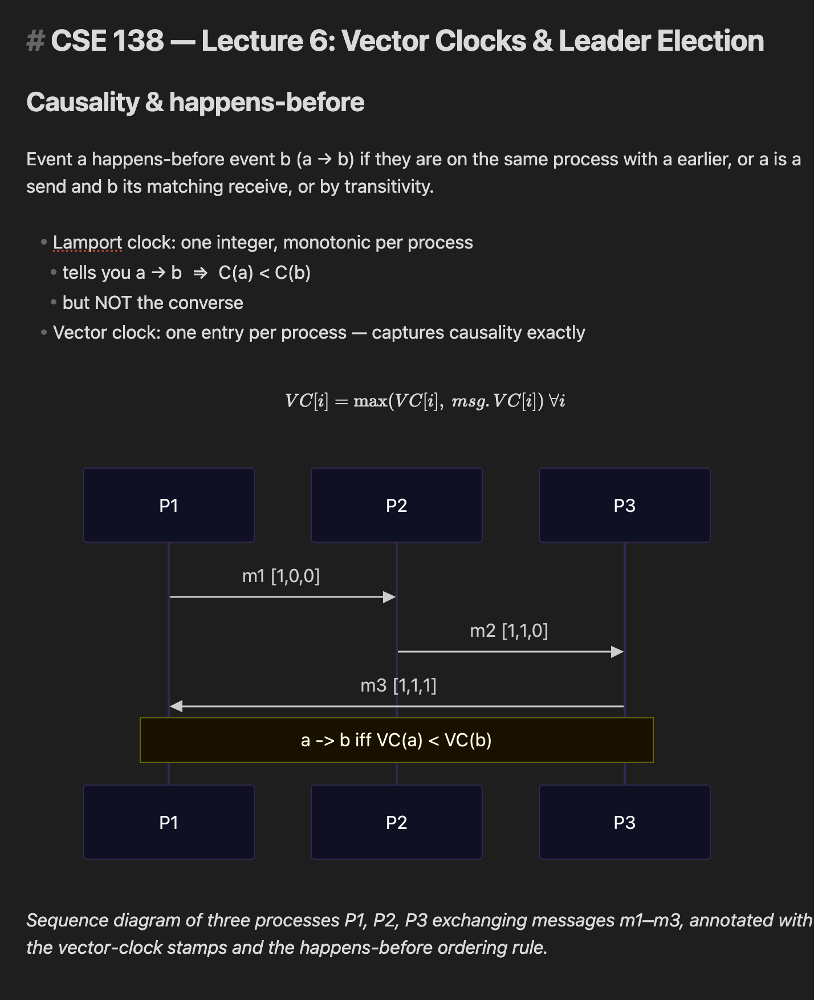 # CSE 138 — Lecture 6: Vector Clocks & Leader Election
Causality & happens-before
Event a happens-before event b (a → b) if they are on the same process with a earlier, or a is a
send and b its matching receive, or by transitivity.
• Lamport clock: one integer, monotonic per process
• tells you a → b ⇒ C(a) < C(b)
• but NOT the converse
• Vector clock: one entry per process — captures causality exactly
VC[i] = max(VC[i], msg.VC[i]) ∀i
P1 P2 P3
m1 [1,0,0]
m2 [1,1,0]
m3 [1,1,1]
a -> b iff VC(a) < VC(b)
P1 P2 P3
Sequence diagram of three processes P1, P2, P3 exchanging messages m1–m3, annotated with
the vector-clock stamps and the happens-before ordering rule.